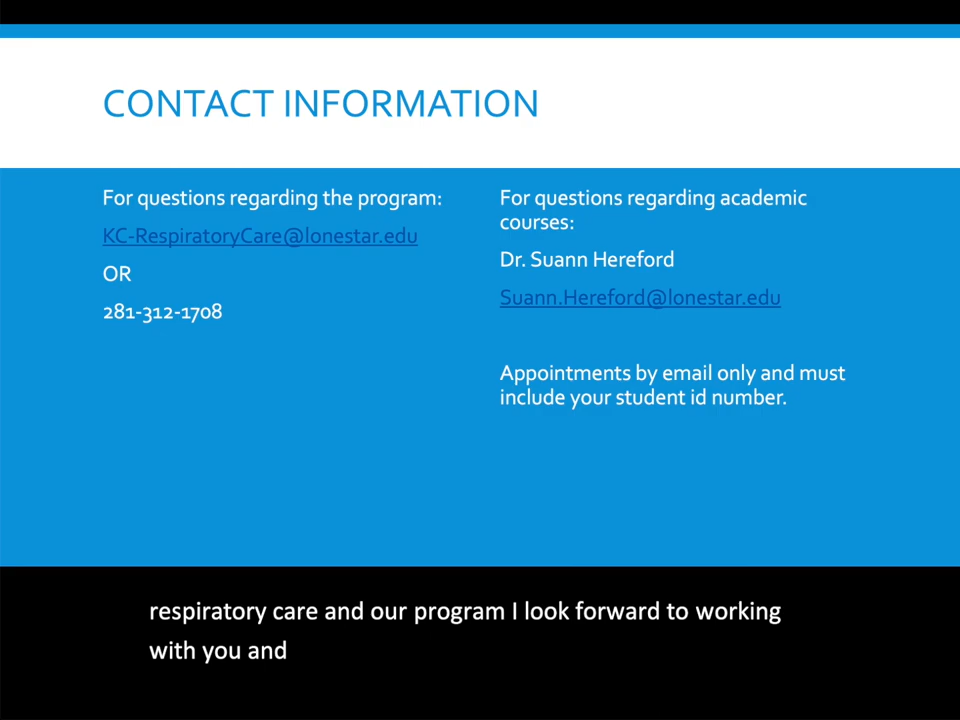 CONTACT INFORMATION
For questions regarding the program:
KC-RespiratoryCare@lonestar.edu
OR
281-312-1708
For questions regarding academic
courses:
Dr. Suann Hereford
Suann.Hereford@lonestar.edu
Appointments by email only and must
include your student id number.
respiratory care and our program I look forward to working
with you and